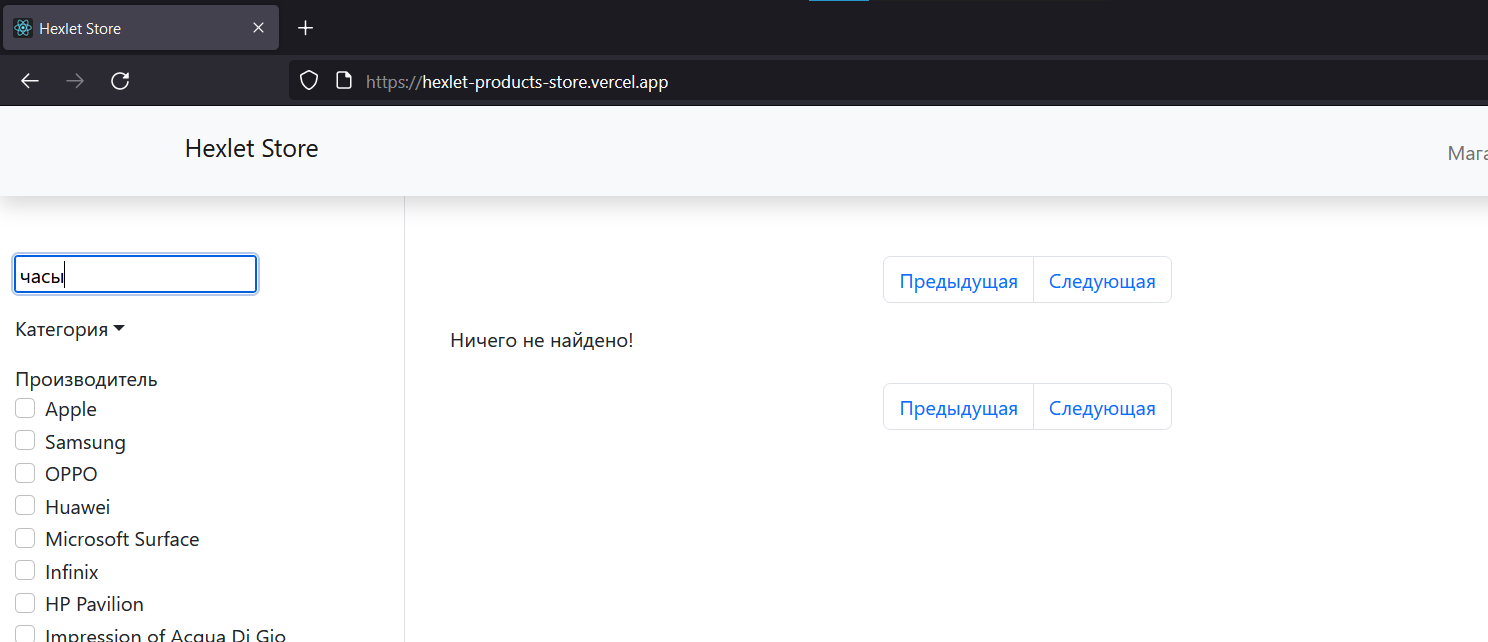 Hexlet Store
https://hexlet-products-store.vercel.app
Hexlet Store
Мага
часы
Категория
Производитель
Apple
Samsung
OPPO
Huawei
Microsoft Surface
Infinix
HP Pavilion
Impression of Acqua Di Gio
Предыдущая Следующая
Ничего не найдено!
Предыдущая Следующая